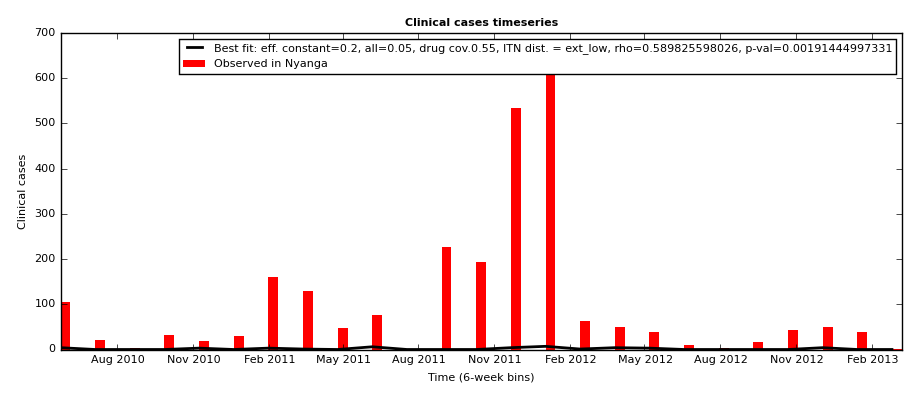 Clinical cases timeseries
Best fit: eff. constant=0.2, all=0.05, drug cov.0.55, ITN dist. = ext_low, rho=0.589825598026, p-val=0.00191444997331
Observed in Nyanga
700
600
500
400
300
200
100
0
Clinical cases
Aug 2010 Nov 2010 Feb 2011 May 2011 Aug 2011 Nov 2011 Feb 2012 May 2012 Aug 2012 Nov 2012 Feb 2013
Time (6-week bins)